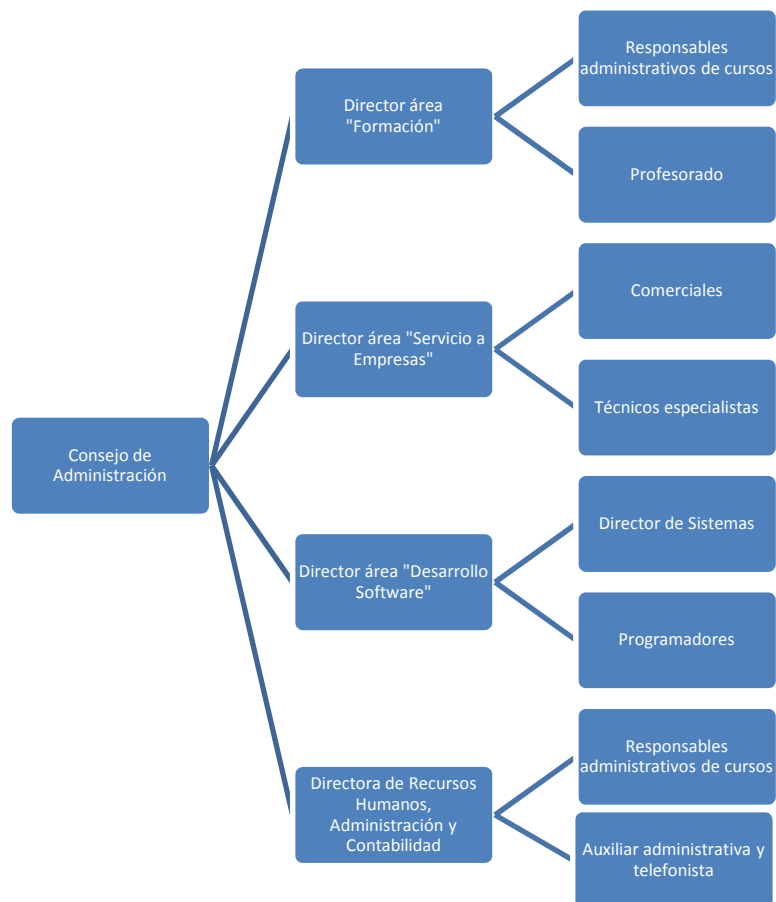 Consejo de
Administración
Director área
"Formación"
Responsables
administrativos de cursos
Profesorado
Director área "Servicio a
Empresas"
Comerciales
Técnicos especialistas
Director área "Desarrollo
Software"
Director de Sistemas
Programadores
Directora de Recursos
Humanos,
Administración y
Contabilidad
Responsables
administrativos de cursos
Auxiliar administrativa y
telefonista